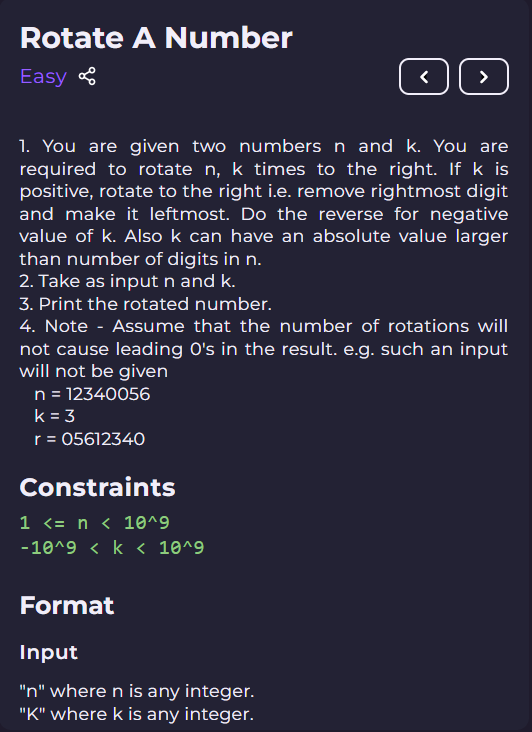 Rotate A Number
Easy
1. You are given two numbers n and k. You are
required to rotate n, k times to the right. If k is
positive, rotate to the right i.e. remove rightmost digit
and make it leftmost. Do the reverse for negative
value of k. Also k can have an absolute value larger
than number of digits in n.
2. Take as input n and k.
3. Print the rotated number.
4. Note - Assume that the number of rotations will
not cause leading 0's in the result. e.g. such an input
will not be given
n = 12340056
k = 3
r = 05612340
Constraints
1 <= n < 10^9
-10^9 < k < 10^9
Format
Input
"n" where n is any integer.
"K" where k is any integer.